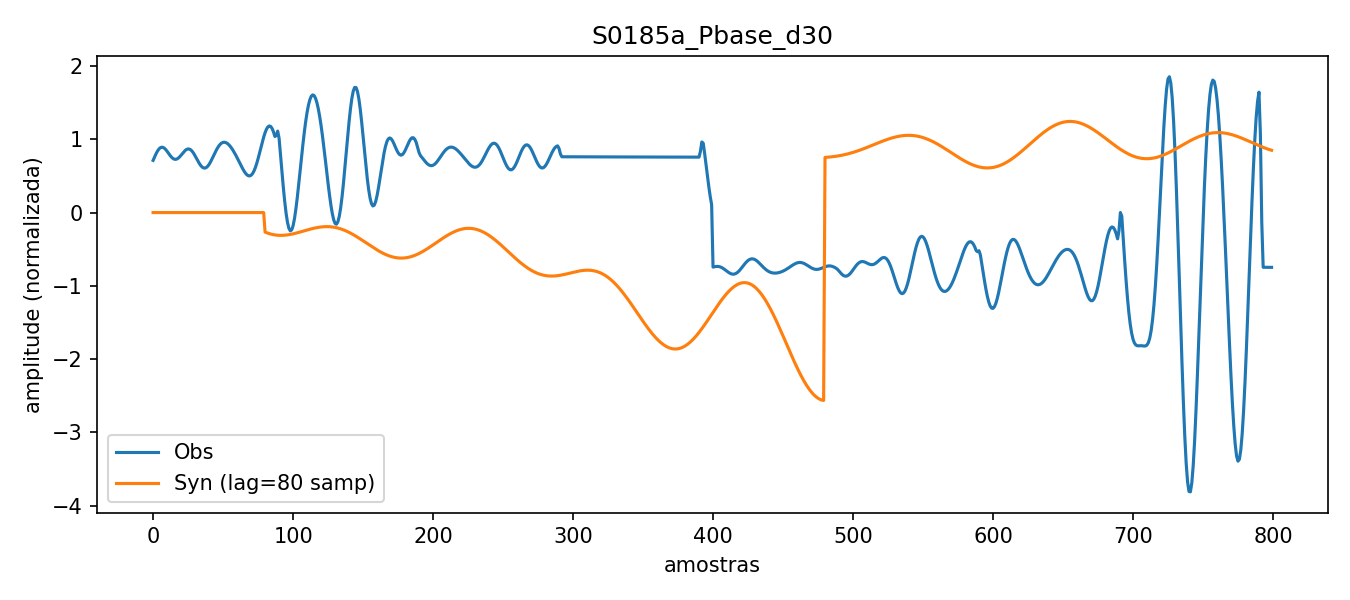 S0185a_Pbase_d30
amplitude (normalizada)
2
1
0
−1
−2
−3
−4
Obs
Syn (lag=80 samp)
0 100 200 300 400 500 600 700 800
amostras